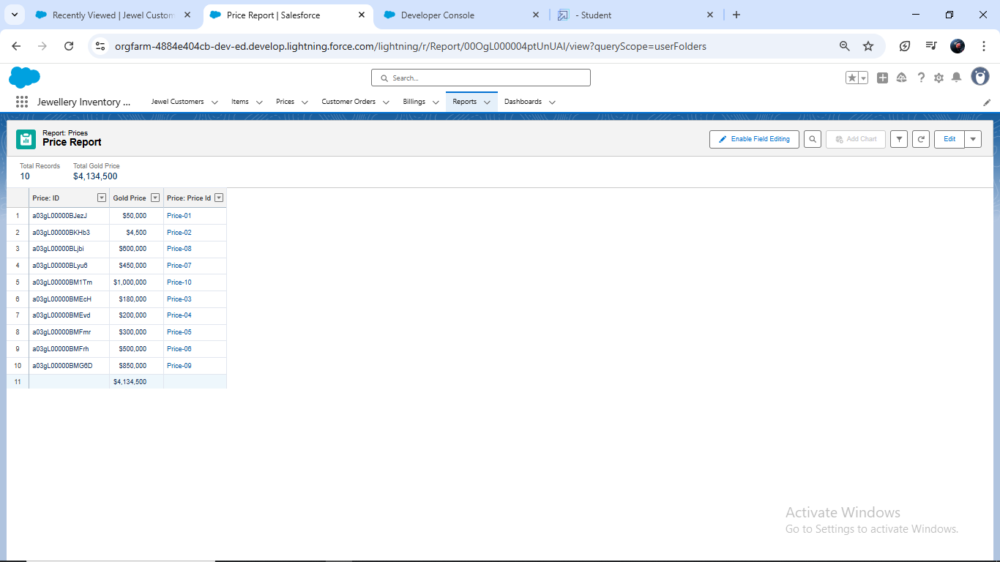 Recently Viewed | Jewel Custom
Price Report | Salesforce
Developer Console
- Student
orgfarm-4884e404cb-dev-ed.develop.lightning.force.com/lightning/r/Report/00OgL000004ptUnUAI/view?queryScope=userFolders
Search...
Jewellery Inventory ...
Jewel Customers
Items
Prices
Customer Orders
Billings
Reports
Dashboards
Report: Prices
Price Report
Enable Field Editing
Add Chart
Edit
Total Records
Total Gold Price
10
$4,134,500
Price: ID Gold Price Price: Price Id
1 a03gL00000BJezJ $50,000 Price-01
2 a03gL00000BKHb3 $4,500 Price-02
3 a03gL00000BLjbi $600,000 Price-08
4 a03gL00000BLyu6 $450,000 Price-07
5 a03gL00000BM1Tm $1,000,000 Price-10
6 a03gL00000BMEcH $180,000 Price-03
7 a03gL00000BMEvd $200,000 Price-04
8 a03gL00000BMFmr $300,000 Price-05
9 a03gL00000BMFrh $500,000 Price-06
10 a03gL00000BMG6D $850,000 Price-09
11 $4,134,500
Activate Windows
Go to Settings to activate Windows.